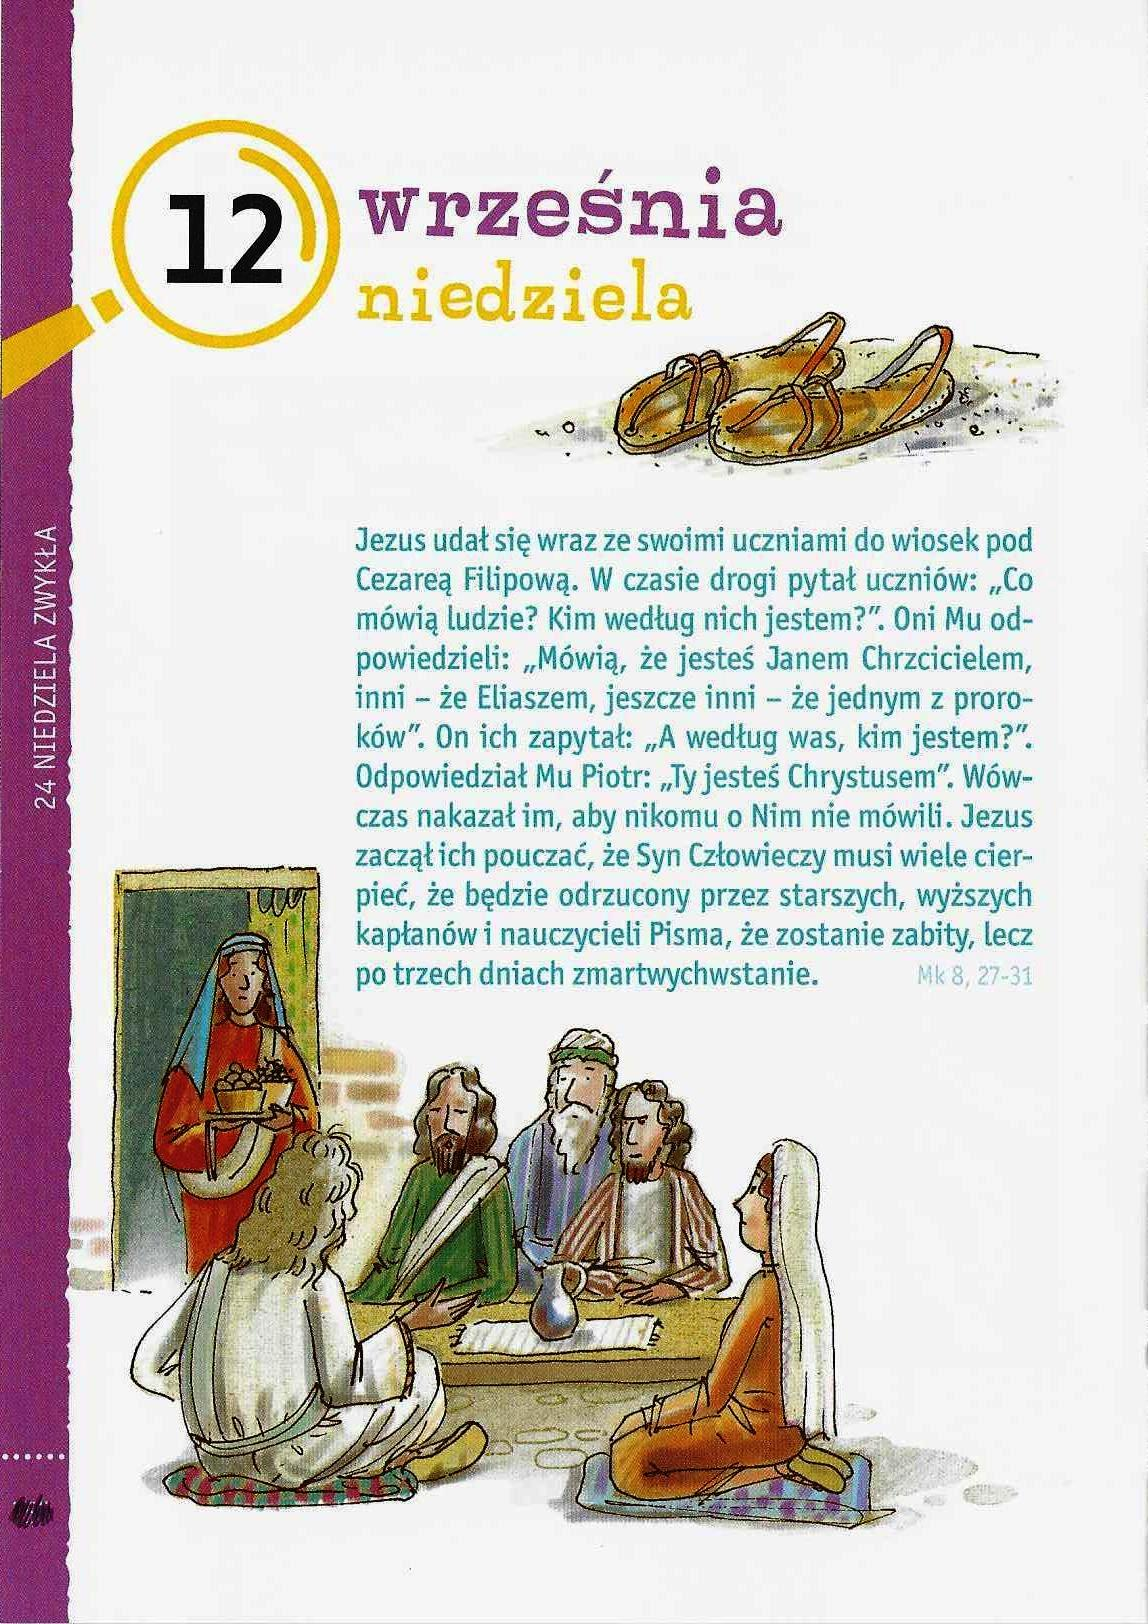 12
września
niedziela
24 NIEDZIELA ZWYKŁA
Jezus udał się wraz ze swoimi uczniami do wiosek pod
Cezareą Filipową. W czasie drogi pytał uczniów: „Co
mówią ludzie? Kim według nich jestem?”. Oni Mu od-
powiedzieli: „Mówią, że jesteś Janem Chrzcicielem,
inni – że Eliaszem, jeszcze inni – że jednym z proro-
ków”. On ich zapytał: „A według was, kim jestem?”.
Odpowiedział Mu Piotr: „Ty jesteś Chrystusem”. Wów-
czas nakazał im, aby nikomu o Nim nie mówili. Jezus
zaczął ich pouczać, że Syn Człowieczy musi wiele cier-
pieć, że będzie odrzucony przez starszych, wyższych
kapłanów i nauczycieli Pisma, że zostanie zabity, lecz
po trzech dniach zmartwychwstanie. Mk 8, 27-31